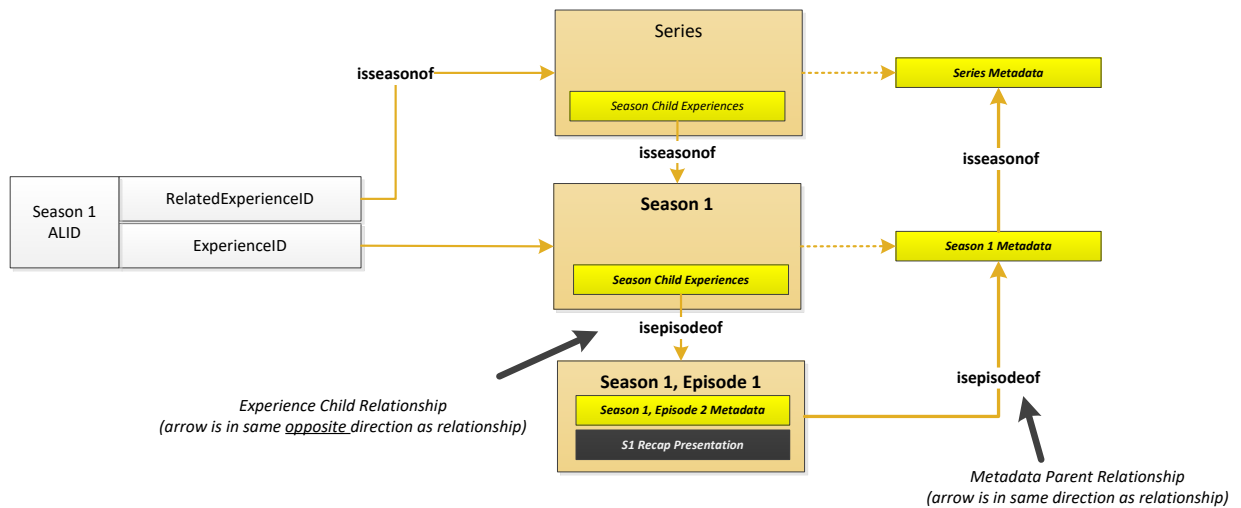 Series
isseasonof
Series Metadata
Season Child Experiences
isseasonof
isseasonof
Season 1
ALID
RelatedExperienceID
ExperienceID
Season 1
Season 1 Metadata
Season Child Experiences
isepisodeof
Season 1, Episode 1
isepisodeof
Season 1, Episode 2 Metadata
S1 Recap Presentation
Experience Child Relationship
(arrow is in same opposite direction as relationship)
Metadata Parent Relationship
(arrow is in same direction as relationship)